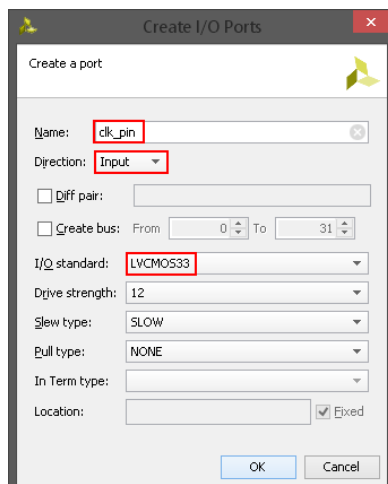 Create I/O Ports
Create a port
Name: clk_pin
Direction: Input
Diff pair:
Create bus: From 0 To 31
I/O standard: LVCMOS33
Drive strength: 12
Slew type: SLOW
Pull type: NONE
In Term type:
Location: Fixed
OK Cancel